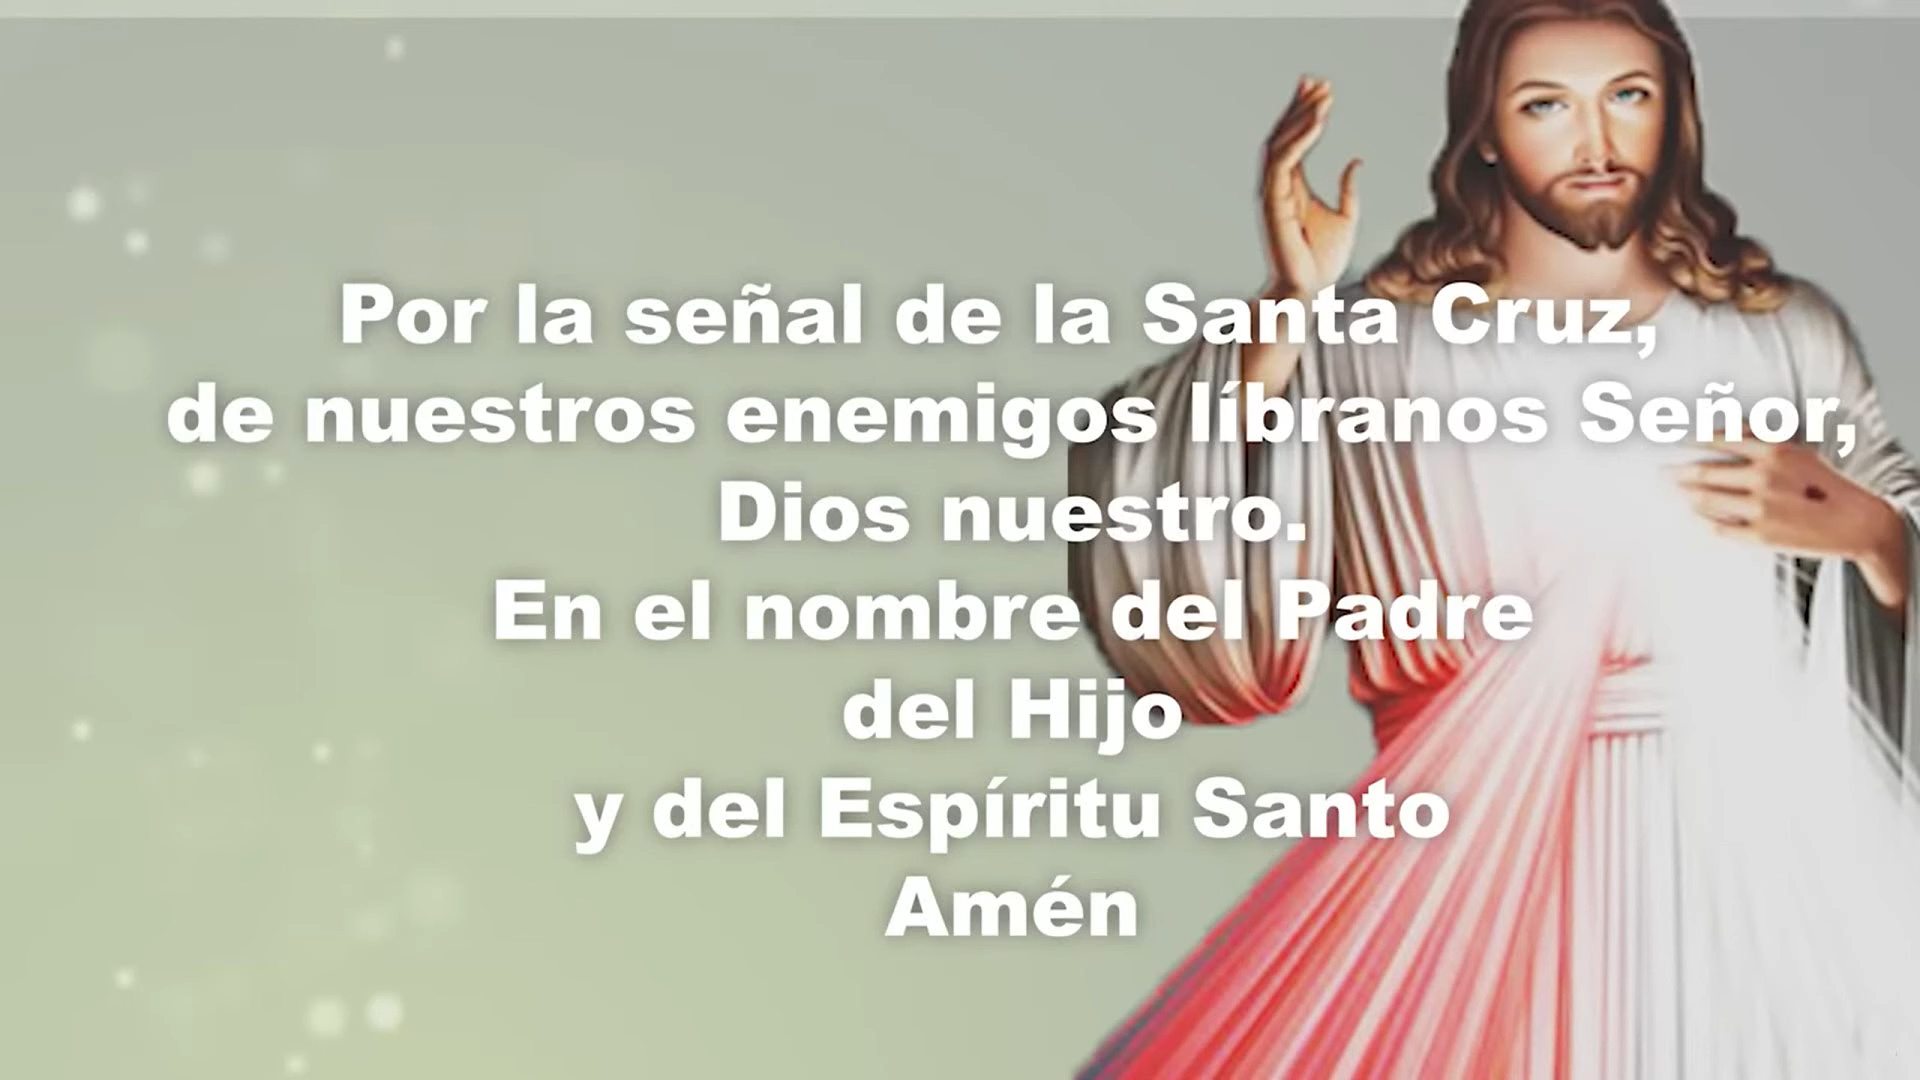 Por la señal de la Santa Cruz,
de nuestros enemigos líbranos Señor,
Dios nuestro.
En el nombre del Padre
del Hijo
y del Espíritu Santo
Amén